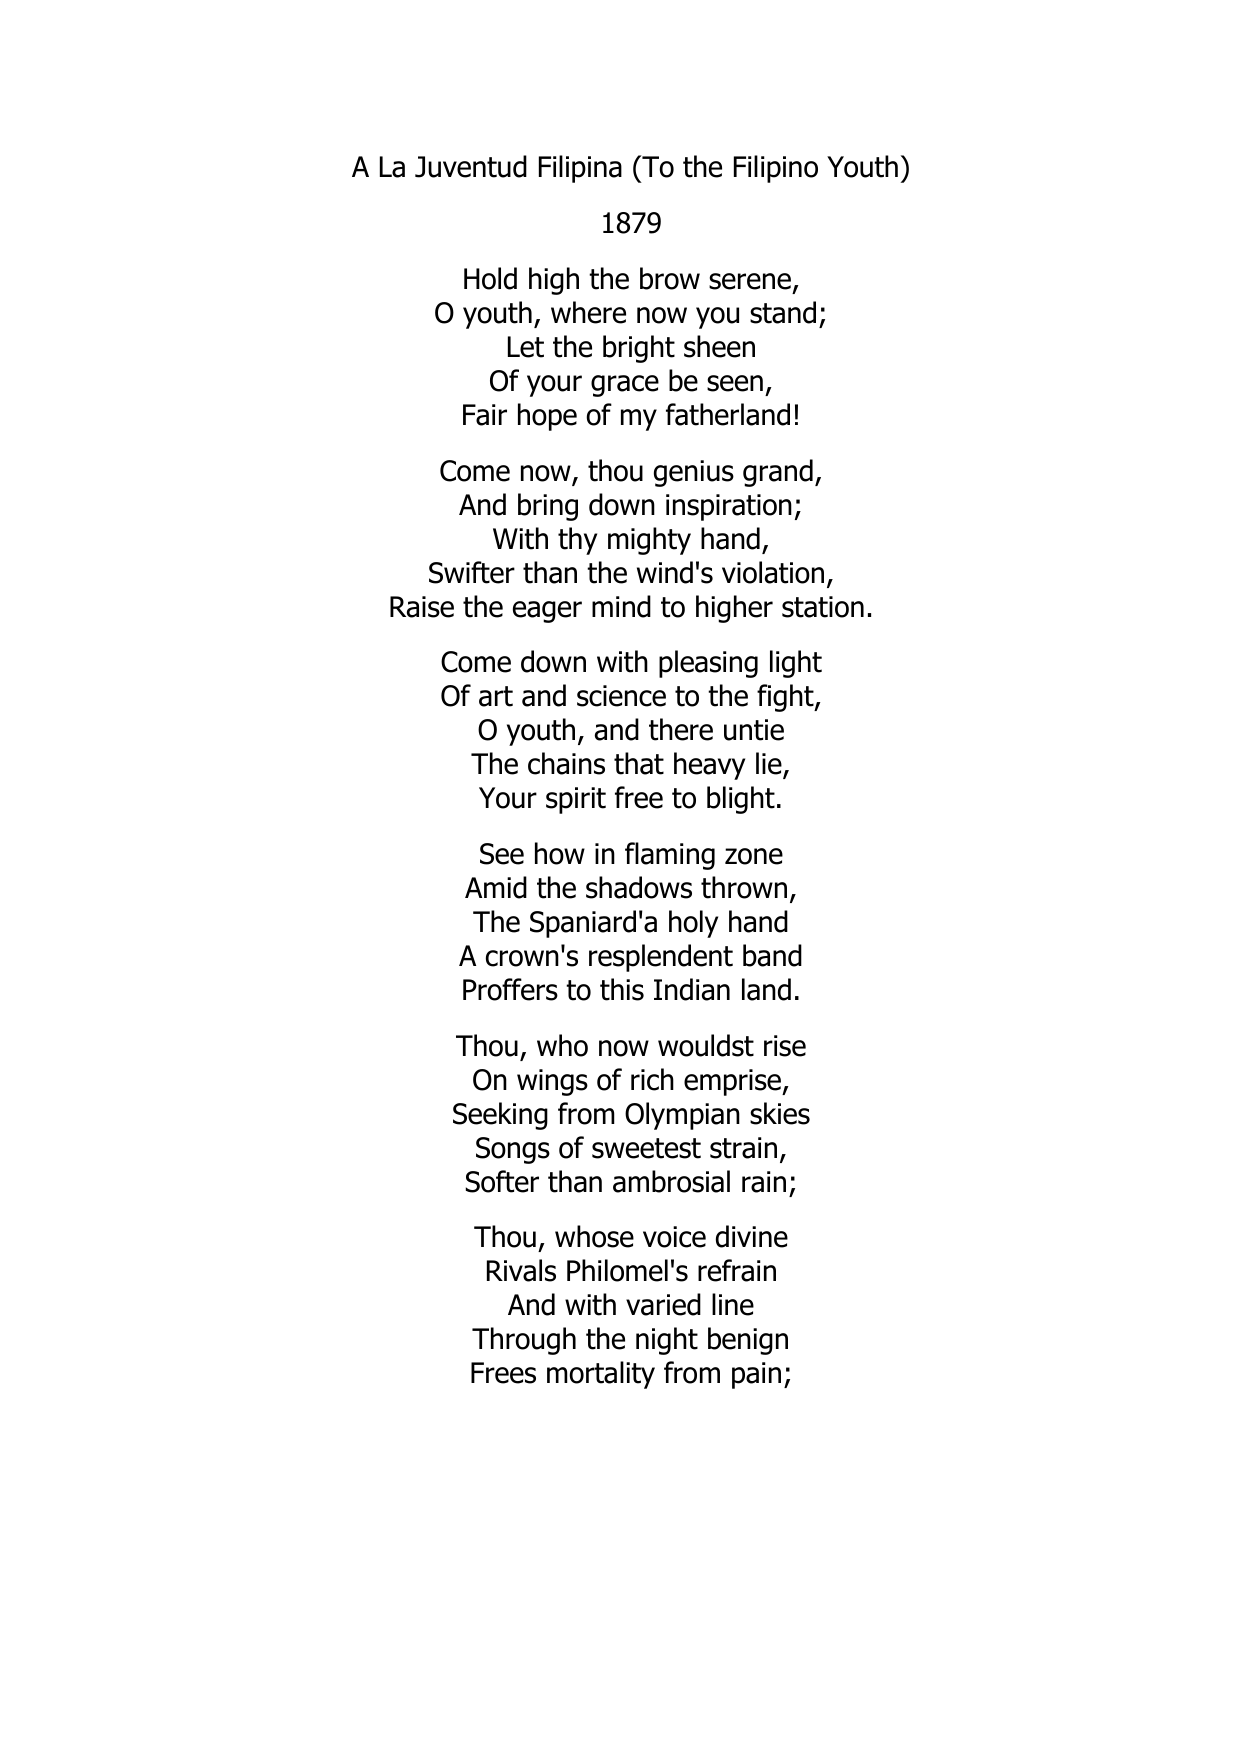 A La Juventud Filipina (To the Filipino Youth)
1879
Hold high the brow serene,
O youth, where now you stand;
Let the bright sheen
Of your grace be seen,
Fair hope of my fatherland!
Come now, thou genius grand,
And bring down inspiration;
With thy mighty hand,
Swifter than the wind's violation,
Raise the eager mind to higher station.
Come down with pleasing light
Of art and science to the fight,
O youth, and there untie
The chains that heavy lie,
Your spirit free to blight.
See how in flaming zone
Amid the shadows thrown,
The Spaniard'a holy hand
A crown's resplendent band
Proffers to this Indian land.
Thou, who now wouldst rise
On wings of rich emprise,
Seeking from Olympian skies
Songs of sweetest strain,
Softer than ambrosial rain;
Thou, whose voice divine
Rivals Philomel's refrain
And with varied line
Through the night benign
Frees mortality from pain;